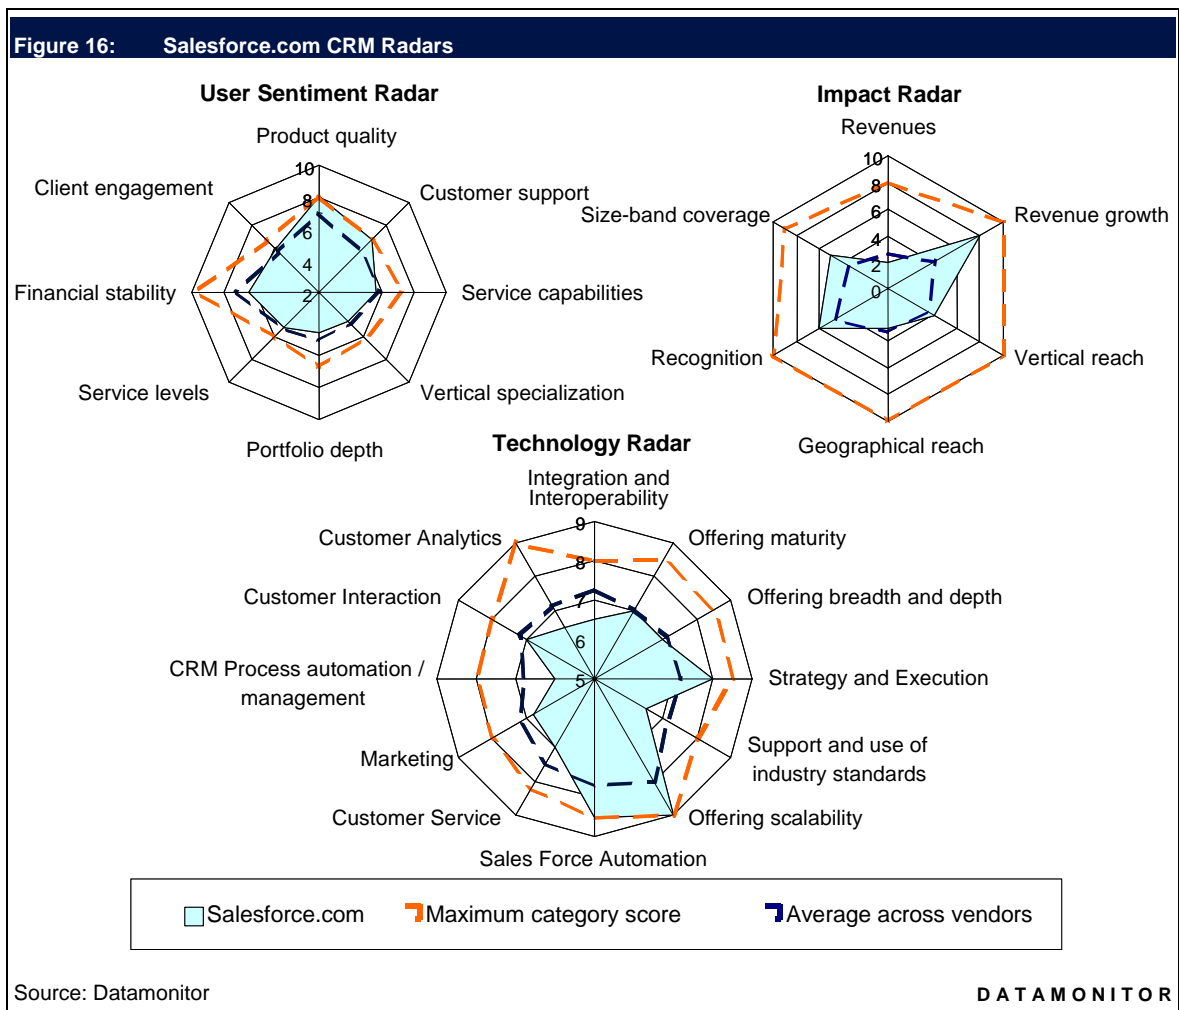 Figure 16: Salesforce.com CRM Radars
User Sentiment Radar
Product quality
Client engagement
Customer support
Financial stability
Service capabilities
Service levels
Vertical specialization
Portfolio depth
10
8
6
4
2
Impact Radar
Revenues
Size-band coverage
Revenue growth
Recognition
Vertical reach
Geographical reach
10
8
6
4
2
0
Technology Radar
Integration and
Interoperability
Customer Analytics
Offering maturity
Customer Interaction
Offering breadth and depth
CRM Process automation /
management
Strategy and Execution
Marketing
Support and use of
industry standards
Customer Service
Offering scalability
Sales Force Automation
9
8
7
6
5
Salesforce.com
Maximum category score
Average across vendors
Source: Datamonitor
DATAMONITOR